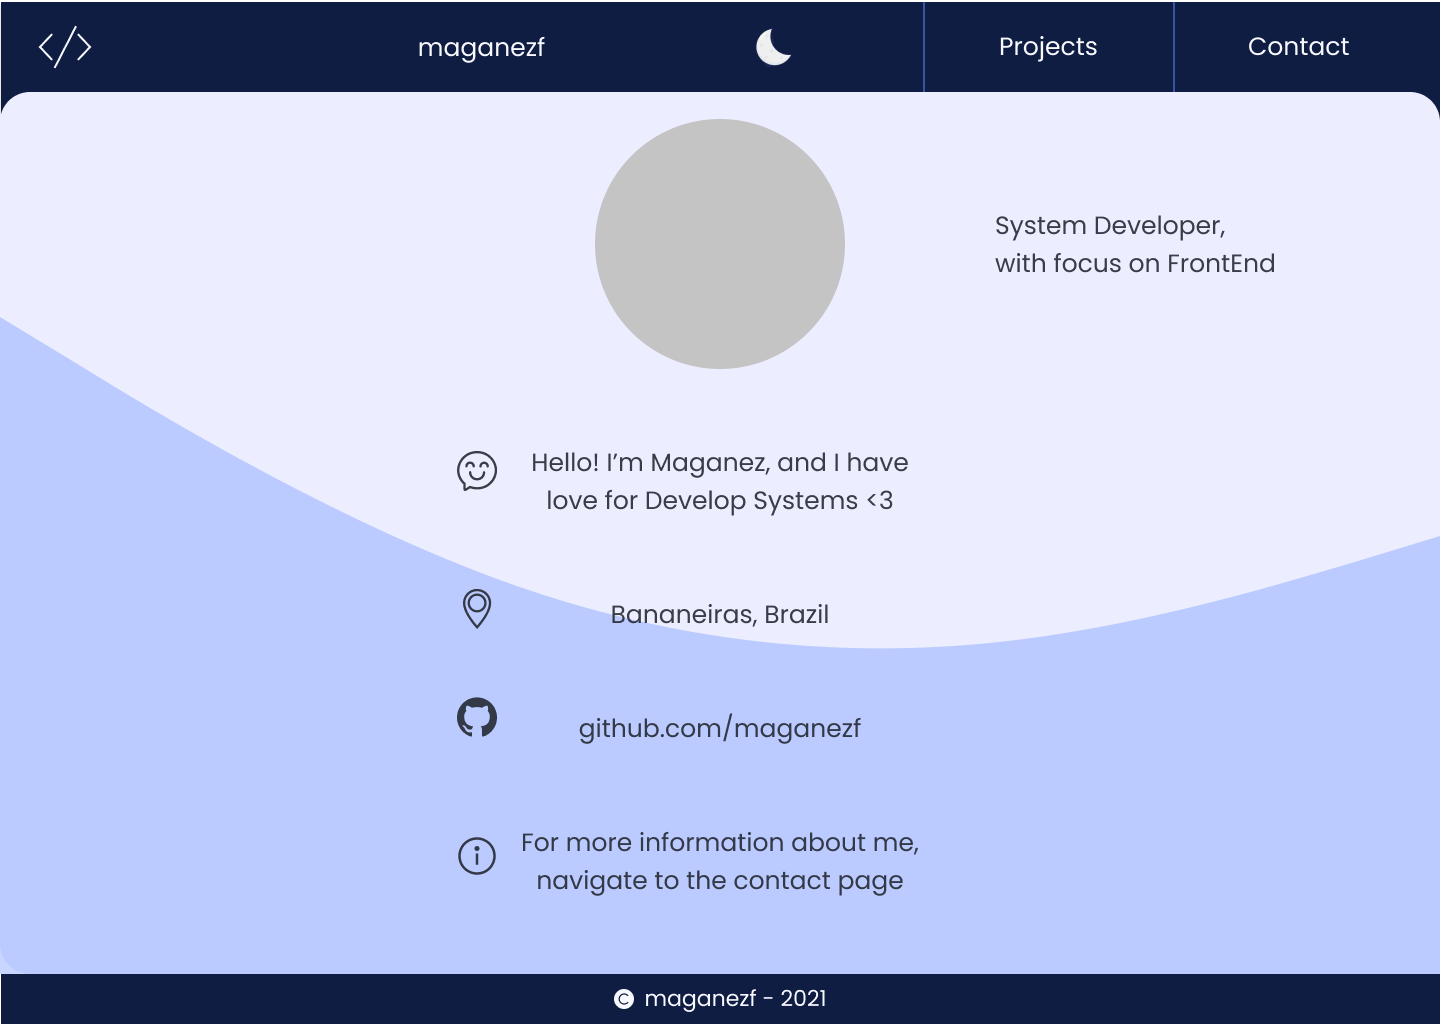 maganezf
Projects
Contact
System Developer,
with focus on FrontEnd
Hello! I’m Maganez, and I have
love for Develop Systems <3
Bananeiras, Brazil
github.com/maganezf
For more information about me,
navigate to the contact page
© maganezf - 2021